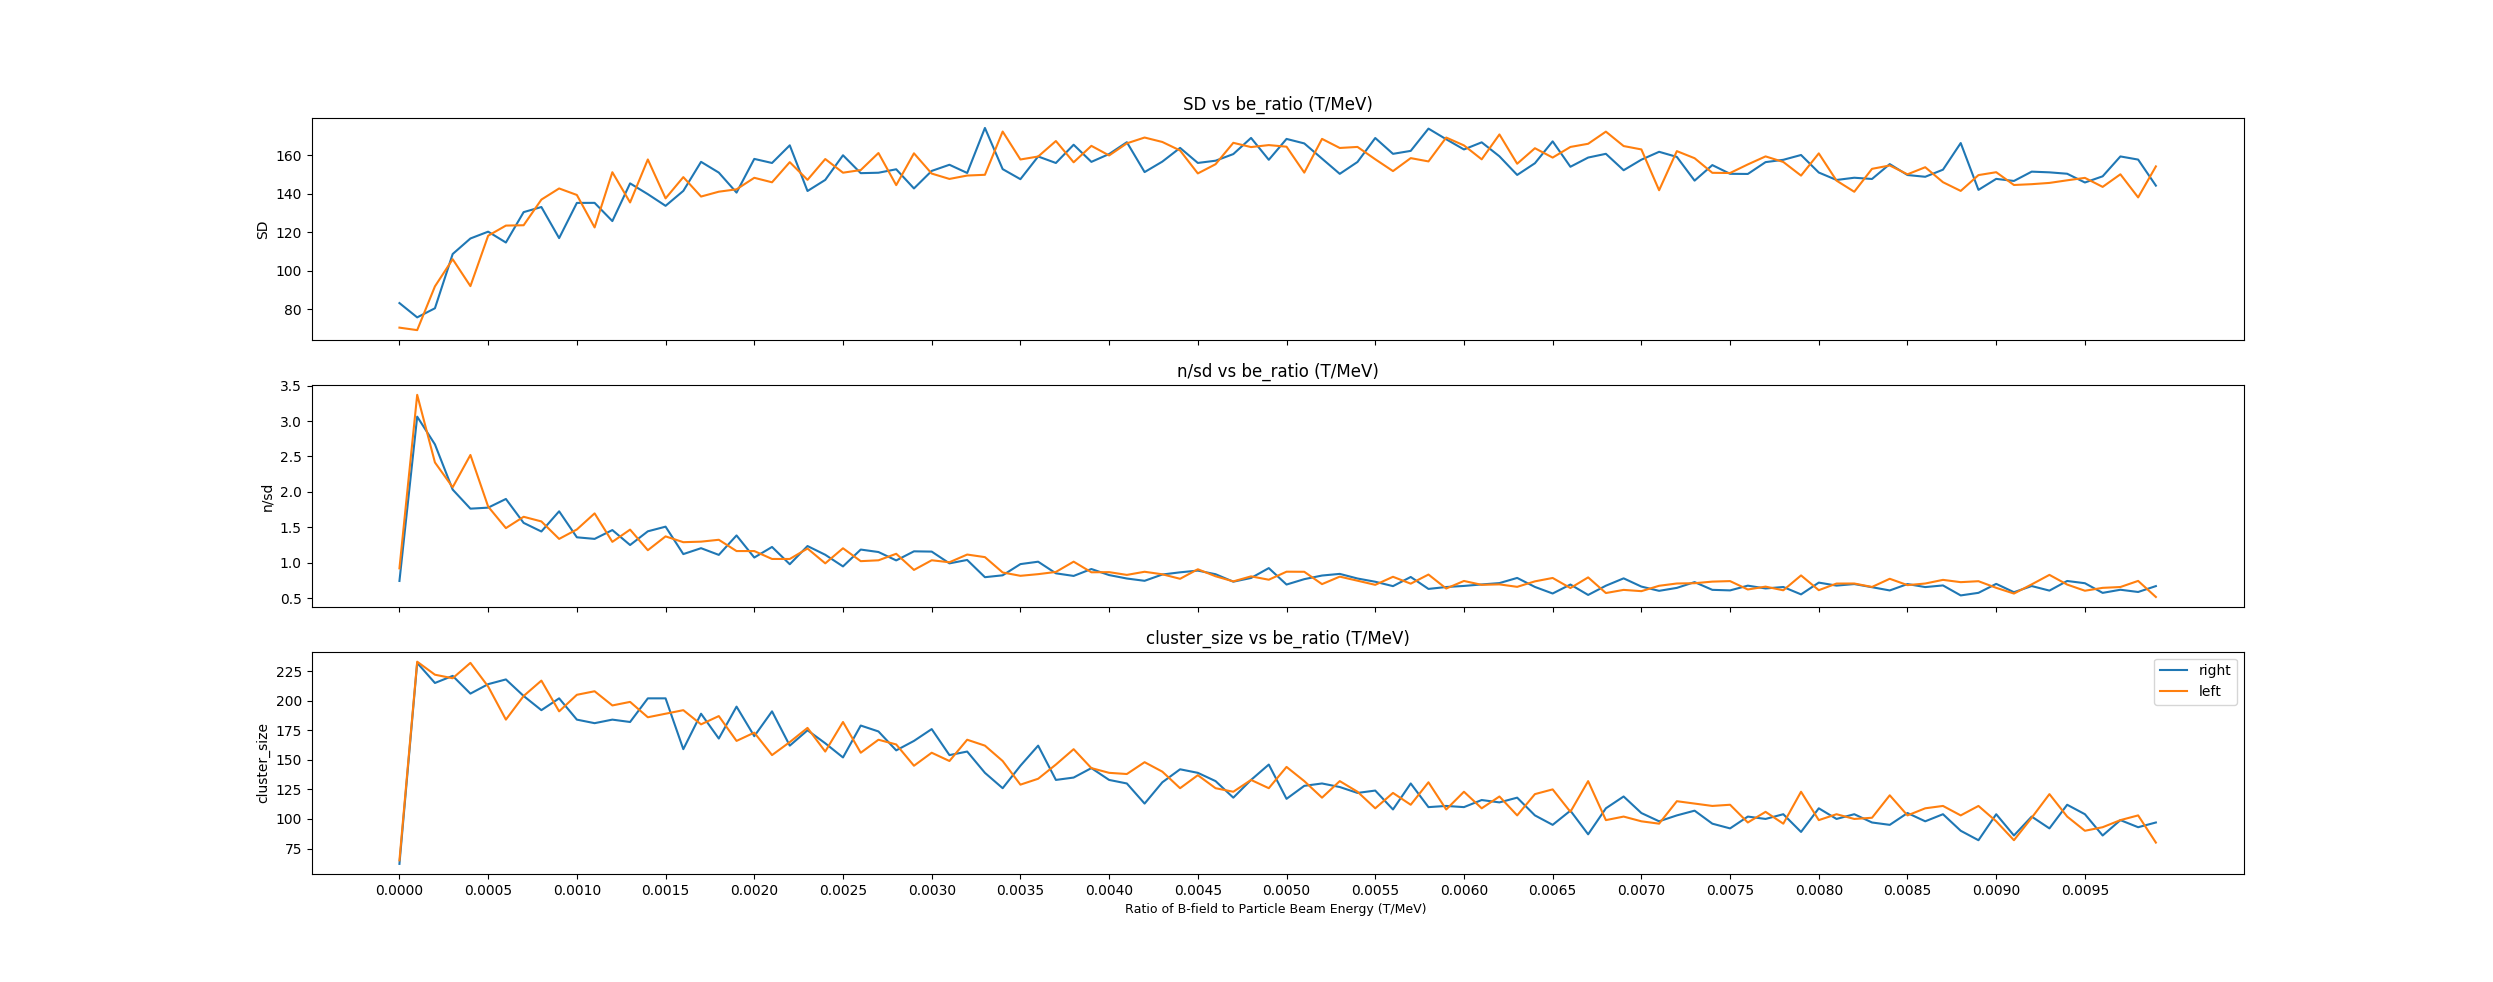 SD vs be_ratio (T/MeV)
160
140
120
100
80
SD
n/sd vs be_ratio (T/MeV)
3.5
3.0
2.5
2.0
1.5
1.0
0.5
n/sd
cluster_size vs be_ratio (T/MeV)
225
200
175
150
125
100
75
cluster_size
right
left
0.0000 0.0005 0.0010 0.0015 0.0020 0.0025 0.0030 0.0035 0.0040 0.0045 0.0050 0.0055 0.0060 0.0065 0.0070 0.0075 0.0080 0.0085 0.0090 0.0095
Ratio of B-field to Particle Beam Energy (T/MeV)